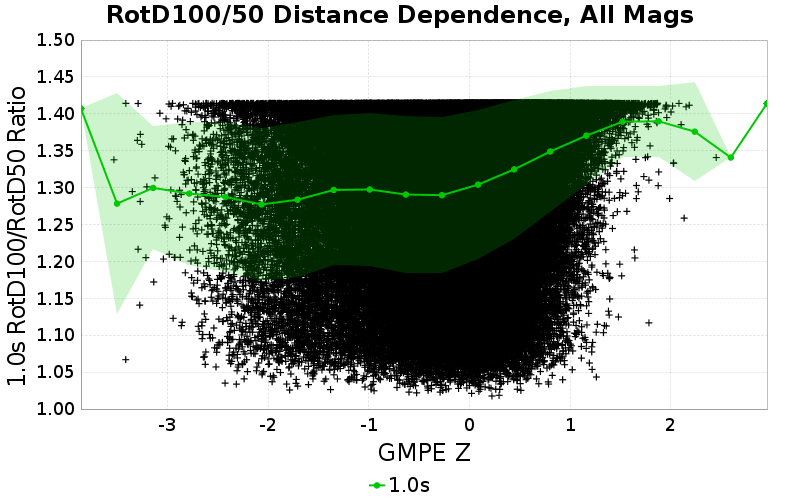 RotD100/50 Distance Dependence, All Mags
1.0s RotD100/RotD50 Ratio
1.50
1.45
1.40
1.35
1.30
1.25
1.20
1.15
1.10
1.05
1.00
-3 -2 -1 0 1 2
GMPE Z
1.0s